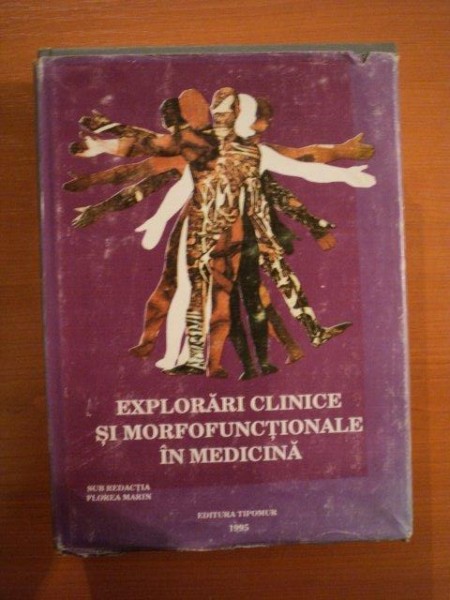 EXPLORĂRI CLINICE
ȘI MORFOFUNCȚIONALE
ÎN MEDICINĂ
SUB REDACȚIA
FLOREA MARIN
EDITURA TIPOMUR
1995